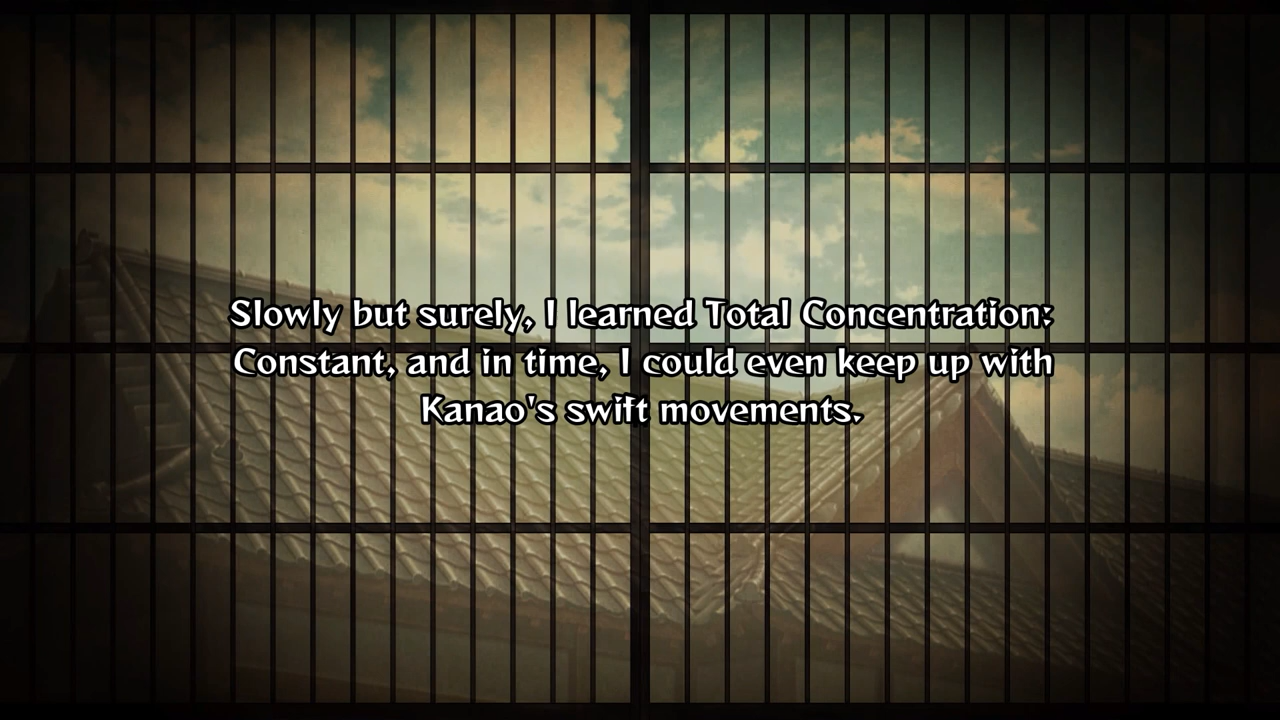 Slowly but surely, I learned Total Concentration:
Constant, and in time, I could even keep up with
Kanao's swift movements.